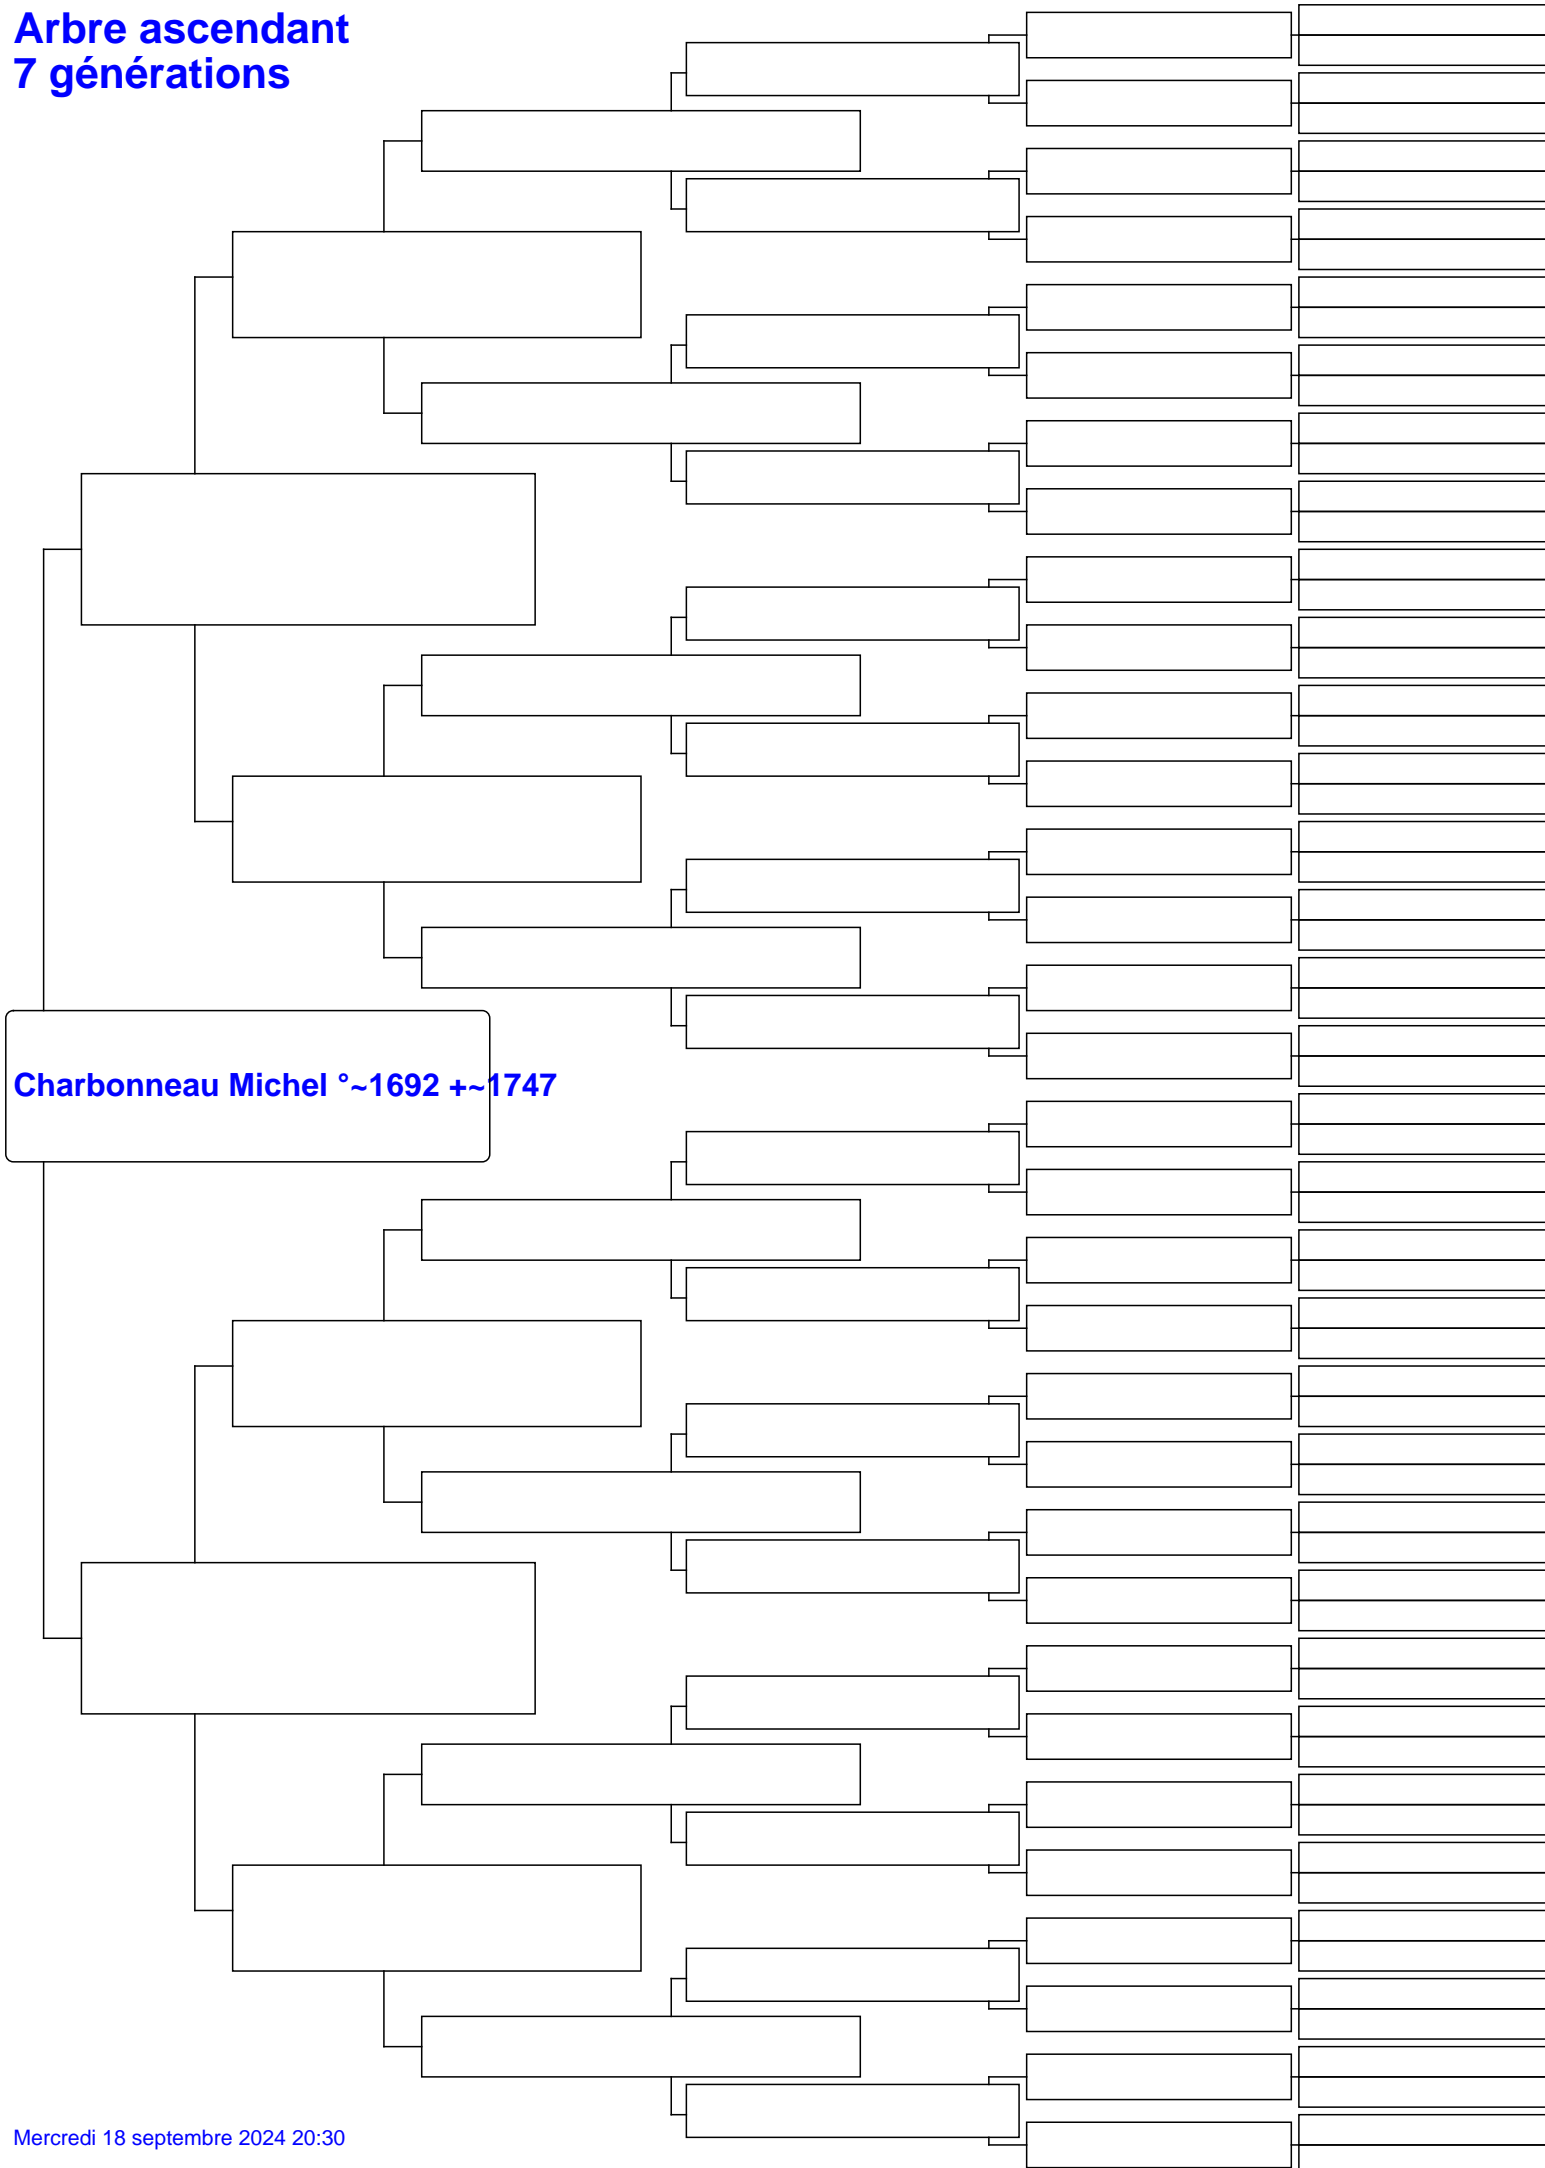 Arbre ascendant
7 générations
Charbonneau Michel °~1692 +~1747
Mercredi 18 septembre 2024 20:30